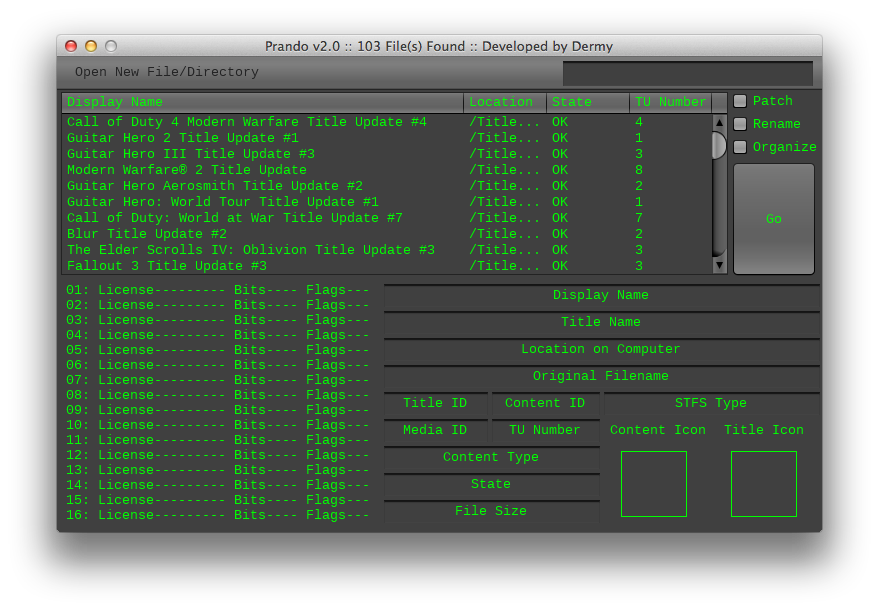 Prando v2.0 :: 103 File(s) Found :: Developed by Dermy
Open New File/Directory
Display Name Location State TU Number
Call of Duty 4 Modern Warfare Title Update #4 /Title... OK 4
Guitar Hero 2 Title Update #1 /Title... OK 1
Guitar Hero III Title Update #3 /Title... OK 3
Modern Warfare® 2 Title Update /Title... OK 8
Guitar Hero Aerosmith Title Update #2 /Title... OK 2
Guitar Hero: World Tour Title Update #1 /Title... OK 1
Call of Duty: World at War Title Update #7 /Title... OK 7
Blur Title Update #2 /Title... OK 2
The Elder Scrolls IV: Oblivion Title Update #3 /Title... OK 3
Fallout 3 Title Update #3 /Title... OK 3
Patch
Rename
Organize
Go
01: License--------- Bits---- Flags---
02: License--------- Bits---- Flags---
03: License--------- Bits---- Flags---
04: License--------- Bits---- Flags---
05: License--------- Bits---- Flags---
06: License--------- Bits---- Flags---
07: License--------- Bits---- Flags---
08: License--------- Bits---- Flags---
09: License--------- Bits---- Flags---
10: License--------- Bits---- Flags---
11: License--------- Bits---- Flags---
12: License--------- Bits---- Flags---
13: License--------- Bits---- Flags---
14: License--------- Bits---- Flags---
15: License--------- Bits---- Flags---
16: License--------- Bits---- Flags---
Display Name
Title Name
Location on Computer
Original Filename
Title ID Content ID STFS Type
Media ID TU Number Content Icon Title Icon
Content Type
State
File Size